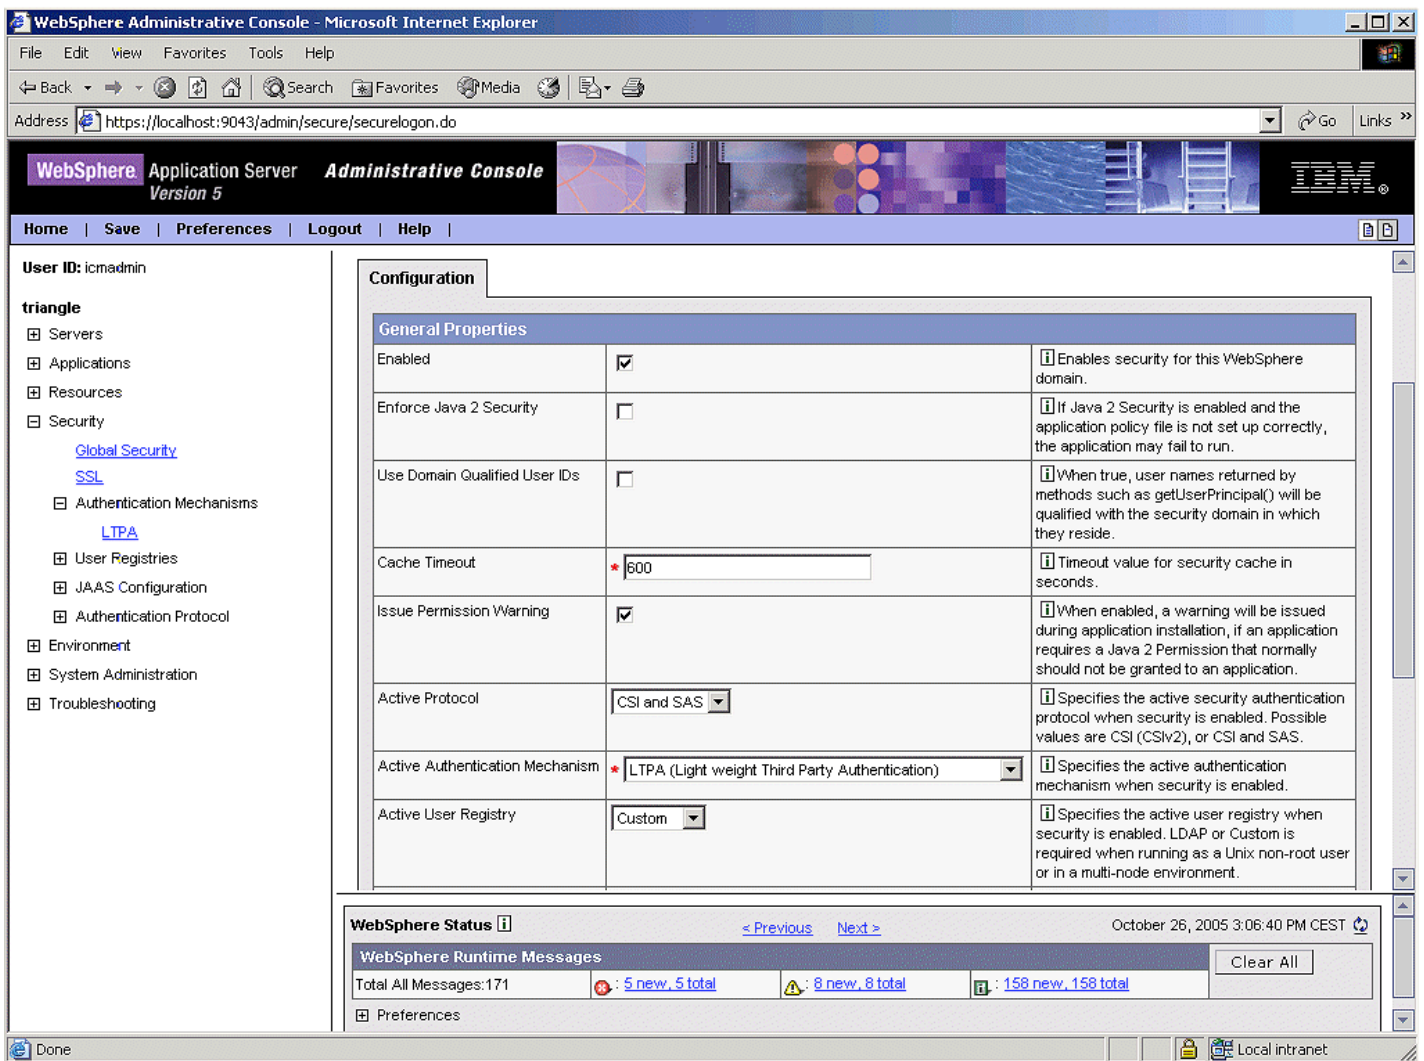 WebSphere Administrative Console - Microsoft Internet Explorer
File Edit View Favorites Tools Help
Back Search Favorites Media
Address https://localhost:9043/admin/secure/securelogon.do Go Links »
WebSphere. Application Server Administrative Console
Version 5
IBM®
Home | Save | Preferences | Logout | Help |
User ID: icmadmin
triangle
Servers
Applications
Resources
Security
Global Security
SSL
Authentication Mechanisms
LTPA
User Registries
JAAS Configuration
Authentication Protocol
Environment
System Administration
Troubleshooting
Configuration
General Properties
Enabled
i Enables security for this WebSphere
domain.
Enforce Java 2 Security
i If Java 2 Security is enabled and the
application policy file is not set up correctly,
the application may fail to run.
Use Domain Qualified User IDs
i When true, user names returned by
methods such as getUserPrincipal() will be
qualified with the security domain in which
they reside.
Cache Timeout
* 600
i Timeout value for security cache in
seconds.
Issue Permission Warning
i When enabled, a warning will be issued
during application installation, if an application
requires a Java 2 Permission that normally
should not be granted to an application.
Active Protocol
CSI and SAS
i Specifies the active security authentication
protocol when security is enabled. Possible
values are CSI (CSIv2), or CSI and SAS.
Active Authentication Mechanism
* LTPA (Light weight Third Party Authentication)
i Specifies the active authentication
mechanism when security is enabled.
Active User Registry
Custom
i Specifies the active user registry when
security is enabled. LDAP or Custom is
required when running as a Unix non-root user
or in a multi-node environment.
WebSphere Status i < Previous Next > October 26, 2005 3:06:40 PM CEST
WebSphere Runtime Messages
Clear All
Total All Messages:171 : 5 new, 5 total : 8 new, 8 total : 158 new, 158 total
Preferences
Done
Local intranet